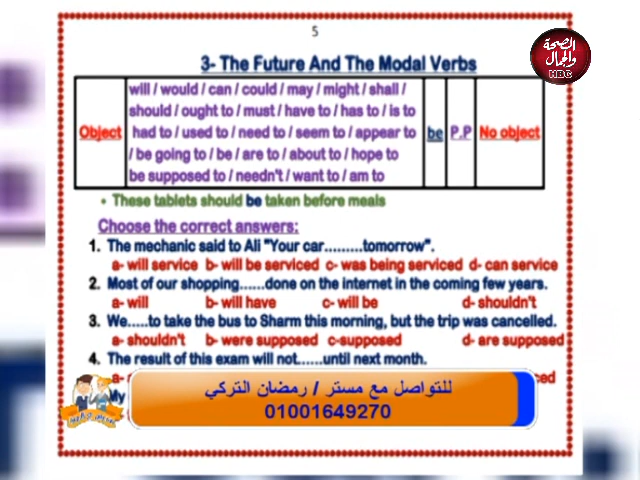 5
الصحة
والجمال
HBC
3- The Future And The Modal Verbs
Object
will / would / can / could / may / might / shall /
should / ought to / must / have to / has to / is to
had to / used to / need to / seem to / appear to
/ be going to / be / are to / about to / hope to
be supposed to / needn't / want to / am to
be
P.P
No object
• These tablets should be taken before meals
Choose the correct answers:
1. The mechanic said to Ali "Your car.........tomorrow".
a- will service b- will be serviced c- was being serviced d- can service
2. Most of our shopping......done on the internet in the coming few years.
a- will b- will have c- will be d- shouldn't
3. We.....to take the bus to Sharm this morning, but the trip was cancelled.
a- shouldn't b- were supposed c-supposed d- are supposed
4. The result of this exam will not......until next month.
a-
My
للتواصل مع مستر / رمضان التركي
01001649270